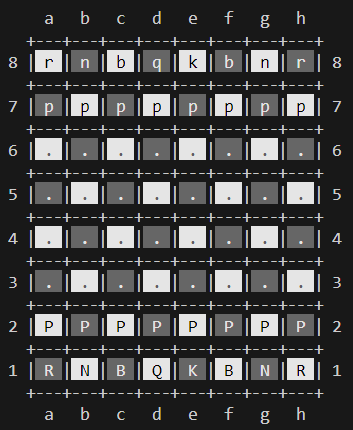 a b c d e f g h
+---+---+---+---+---+---+---+---+
8 | r | n | b | q | k | b | n | r | 8
+---+---+---+---+---+---+---+---+
7 | p | p | p | p | p | p | p | p | 7
+---+---+---+---+---+---+---+---+
6 | . | . | . | . | . | . | . | . | 6
+---+---+---+---+---+---+---+---+
5 | . | . | . | . | . | . | . | . | 5
+---+---+---+---+---+---+---+---+
4 | . | . | . | . | . | . | . | . | 4
+---+---+---+---+---+---+---+---+
3 | . | . | . | . | . | . | . | . | 3
+---+---+---+---+---+---+---+---+
2 | P | P | P | P | P | P | P | P | 2
+---+---+---+---+---+---+---+---+
1 | R | N | B | Q | K | B | N | R | 1
+---+---+---+---+---+---+---+---+
a b c d e f g h